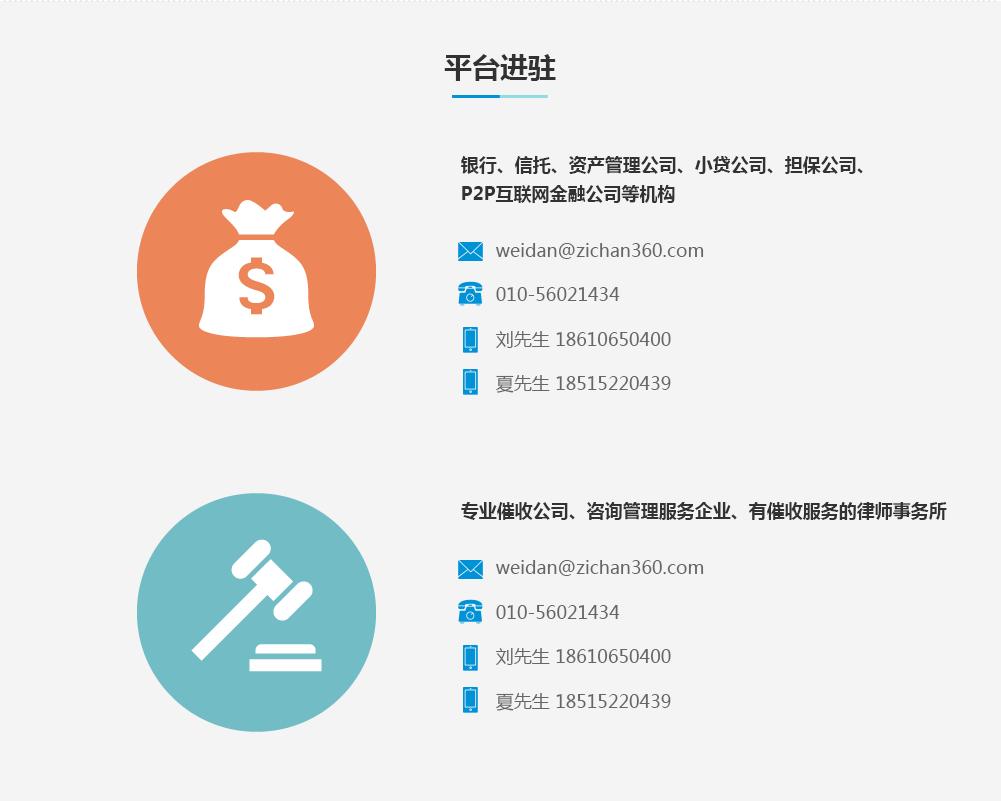 平台进驻
银行、信托、资产管理公司、小贷公司、担保公司、
P2P互联网金融公司等机构
weidan@zichan360.com
010-56021434
刘先生 18610650400
夏先生 18515220439
专业催收公司、咨询管理服务企业、有催收服务的律师事务所
weidan@zichan360.com
010-56021434
刘先生 18610650400
夏先生 18515220439